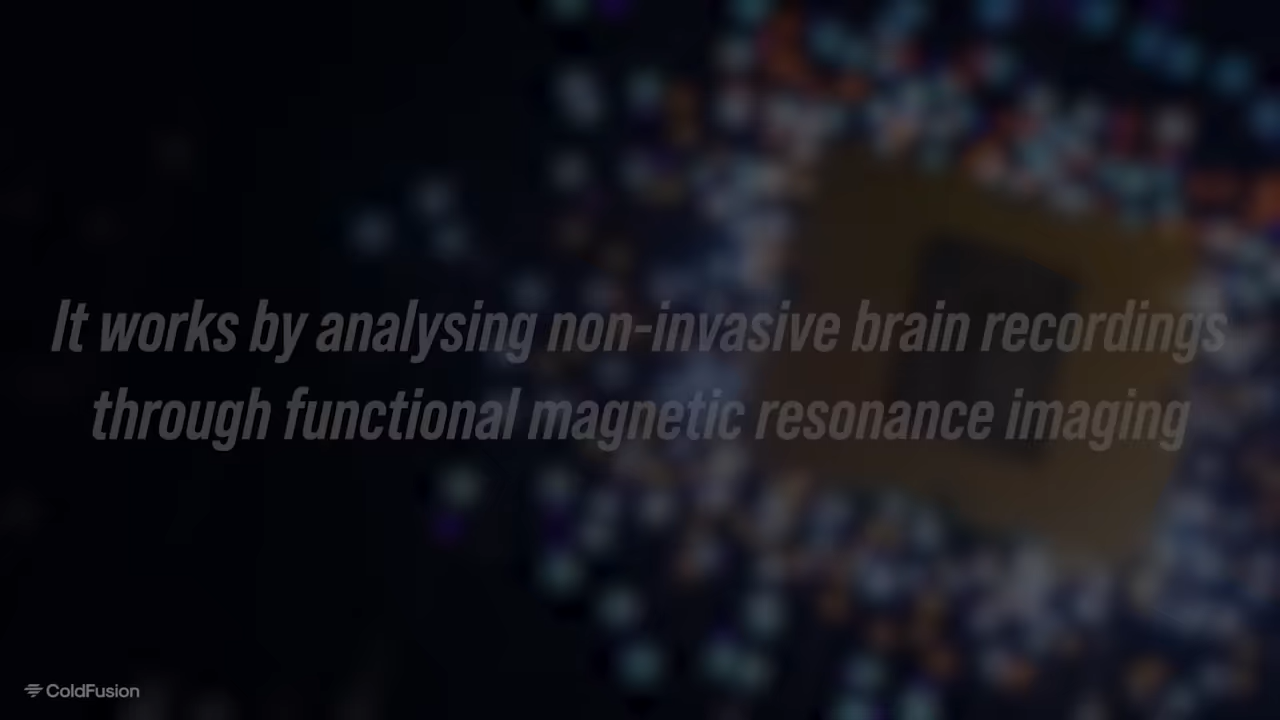 It works by analysing non-invasive brain recordings
through functional magnetic resonance imaging
ColdFusion